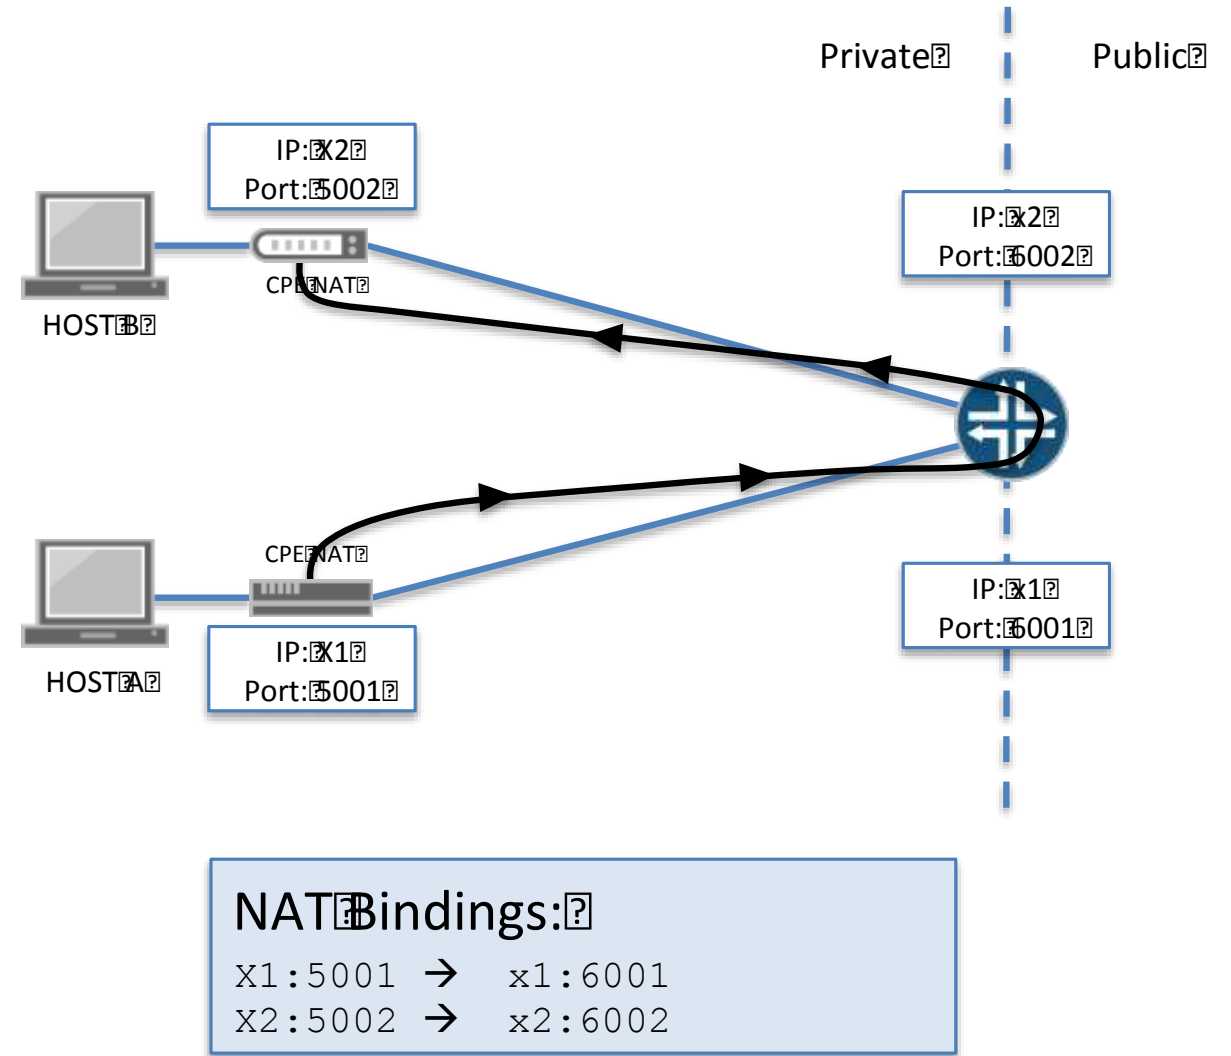 Private
Public
IP: X2
Port: 5002
IP: x2
Port: 6002
CPE NAT
HOST B
CPE NAT
IP: x1
Port: 6001
IP: X1
Port: 5001
HOST A
NAT Bindings:
X1:5001 → x1:6001
X2:5002 → x2:6002